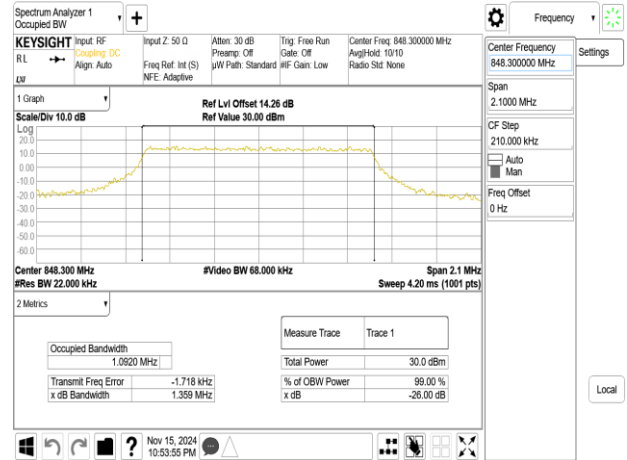 Spectrum Analyzer 1
Occupied BW
Frequency
KEYSIGHT
RL
Input: RF
Coupling: DC
Align: Auto
Input Z: 50 Ω
Freq Ref: Int (S)
NFE: Adaptive
Atten: 30 dB
Preamp: Off
µW Path: Standard
Trig: Free Run
Gate: Off
#IF Gain: Low
Center Freq: 848.300000 MHz
Avg|Hold: 10/10
Radio Std: None
Center Frequency
848.300000 MHz
Settings
Span
2.1000 MHz
CF Step
210.000 kHz
Auto
Man
Freq Offset
0 Hz
Local
1 Graph
Scale/Div 10.0 dB
Ref Lvl Offset 14.26 dB
Ref Value 30.00 dBm
Log
20.0
10.0
0.00
-10.0
-20.0
-30.0
-40.0
-50.0
-60.0
Center 848.300 MHz
#Res BW 22.000 kHz
#Video BW 68.000 kHz
Span 2.1 MHz
Sweep 4.20 ms (1001 pts)
2 Metrics
Measure Trace Trace 1
Occupied Bandwidth
1.0920 MHz
Total Power 30.0 dBm
Transmit Freq Error -1.718 kHz
% of OBW Power 99.00 %
x dB Bandwidth 1.359 MHz
x dB -26.00 dB
?
Nov 15, 2024
10:53:55 PM